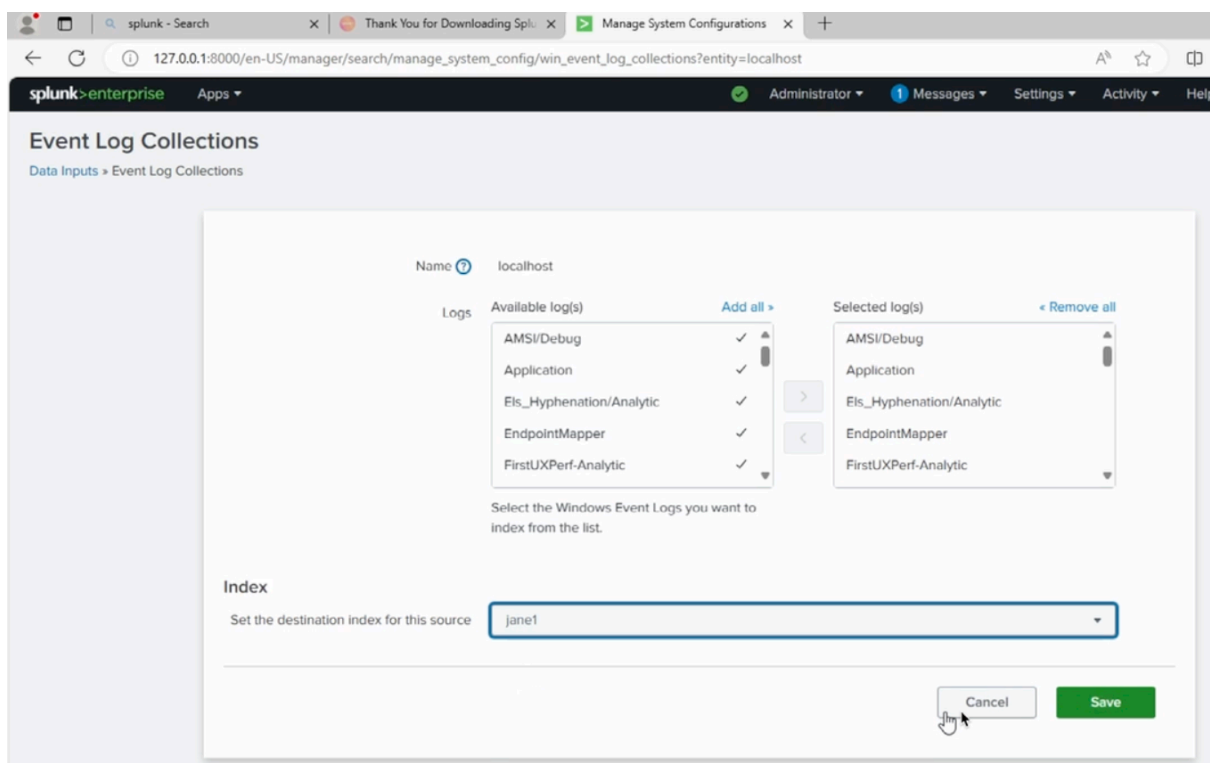 splunk - Search
Thank You for Downloading Splu
Manage System Configurations
127.0.0.1:8000/en-US/manager/search/manage_system_config/win_event_log_collections?entity=localhost
splunk>enterprise Apps Administrator 1 Messages Settings Activity Help
Event Log Collections
Data Inputs » Event Log Collections
Name ? localhost
Logs Available log(s) Add all » Selected log(s) « Remove all
AMSI/Debug AMSI/Debug
Application Application
Els_Hyphenation/Analytic Els_Hyphenation/Analytic
EndpointMapper EndpointMapper
FirstUXPerf-Analytic FirstUXPerf-Analytic
Select the Windows Event Logs you want to
index from the list.
Index
Set the destination index for this source jane1
Cancel Save